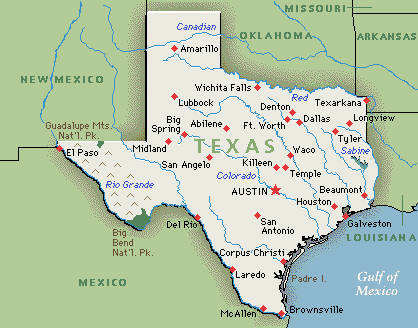 MISSOURI
Canadian
OKLAHOMA
ARKANSAS
Amarillo
NEW MEXICO
Wichita Falls
Lubbock
Red
Texarkana
Denton
Big
Spring
Abilene
Ft. Worth
Dallas
Longview
Guadalupe Mts.
Nat'l. Pk.
Midland
TEXAS
Tyler
El Paso
San Angelo
Waco
Sabine
Killeen
Temple
Colorado
Rio Grande
AUSTIN
Beaumont
Houston
Del Rio
San
Antonio
Galveston
Big
Bend
Nat'l. Pk.
LOUISIANA
Corpus Christi
MEXICO
Laredo
Padre I.
Gulf of
Mexico
McAllen
Brownsville